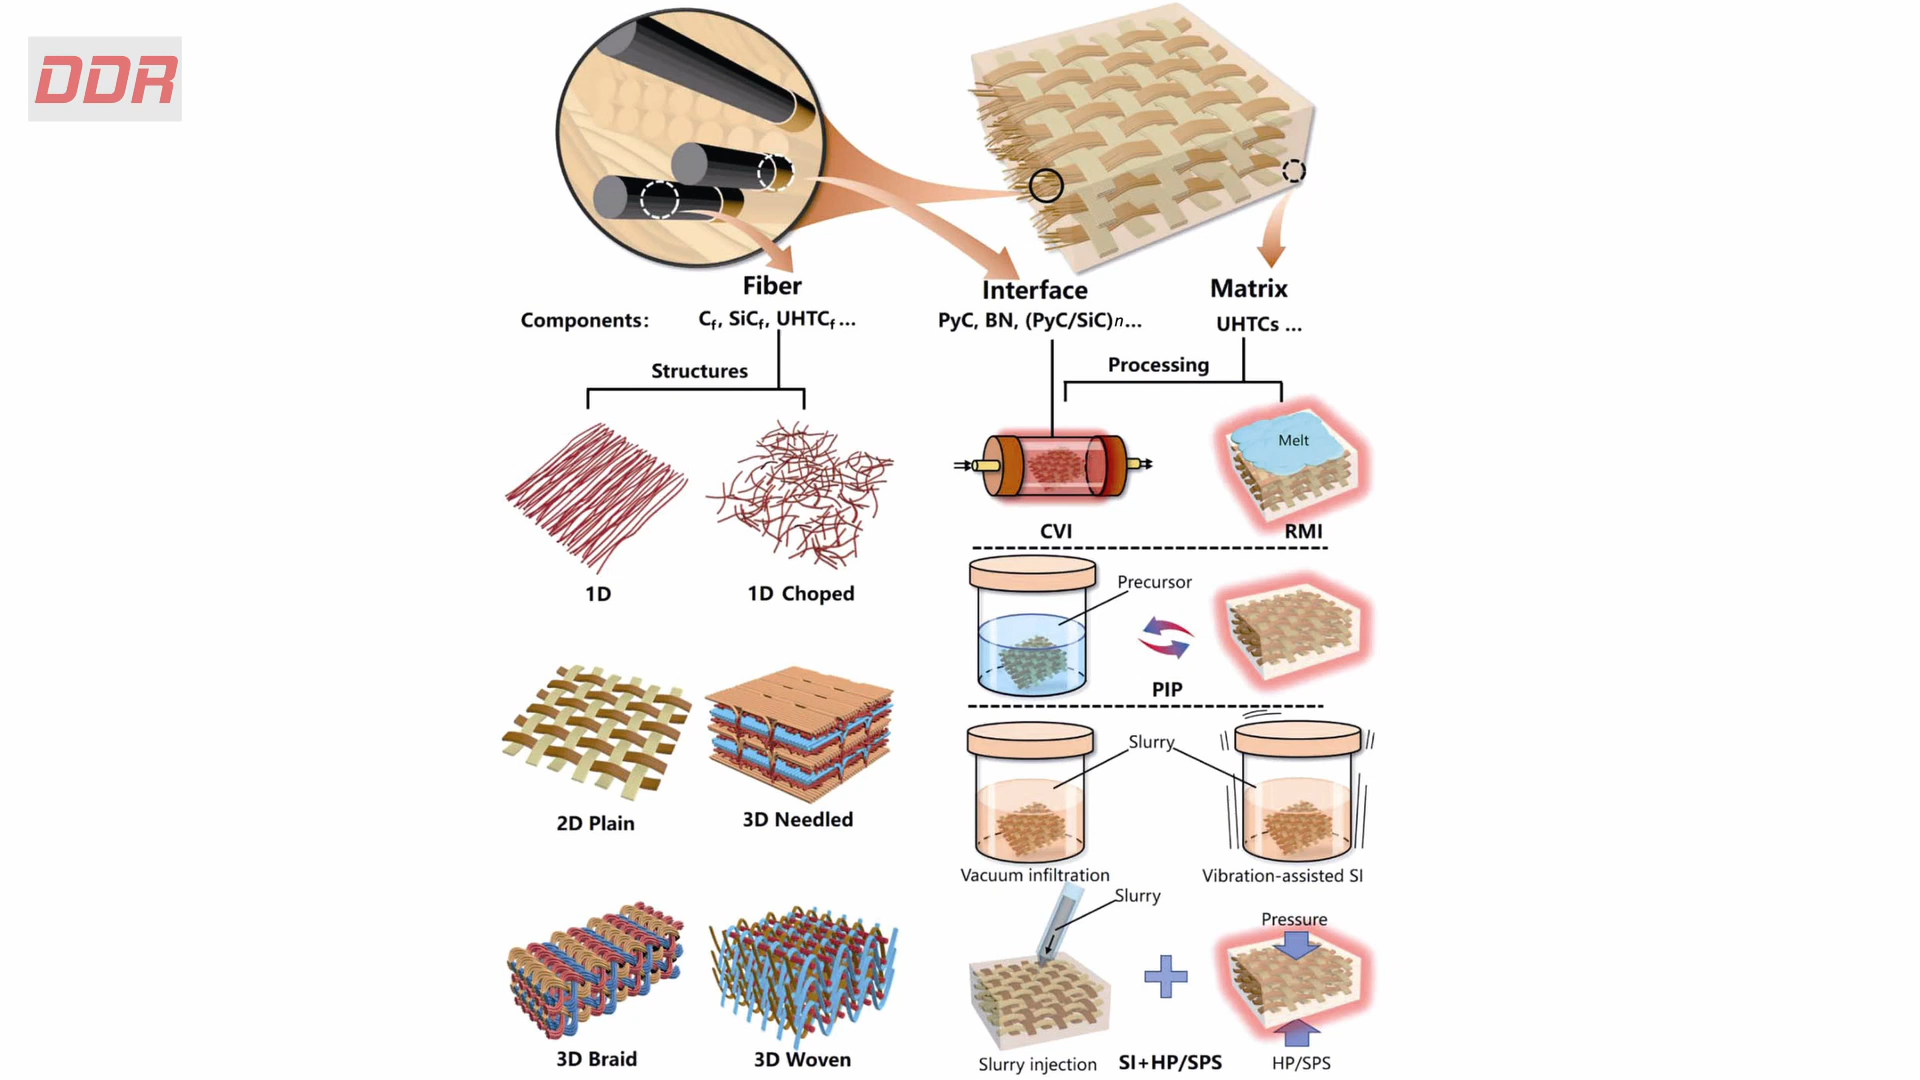 DDR
Fiber
Interface
Matrix
Components:
Cf, SiCf, UHTCf ...
PyC, BN, (PyC/SiC)n...
UHTCs ...
Structures
Processing
Melt
CVI
RMI
1D
1D Choped
Precursor
PIP
2D Plain
3D Needled
Slurry
Vacuum infiltration
Vibration-assisted SI
Slurry
Pressure
3D Braid
3D Woven
Slurry injection
SI+HP/SPS
HP/SPS